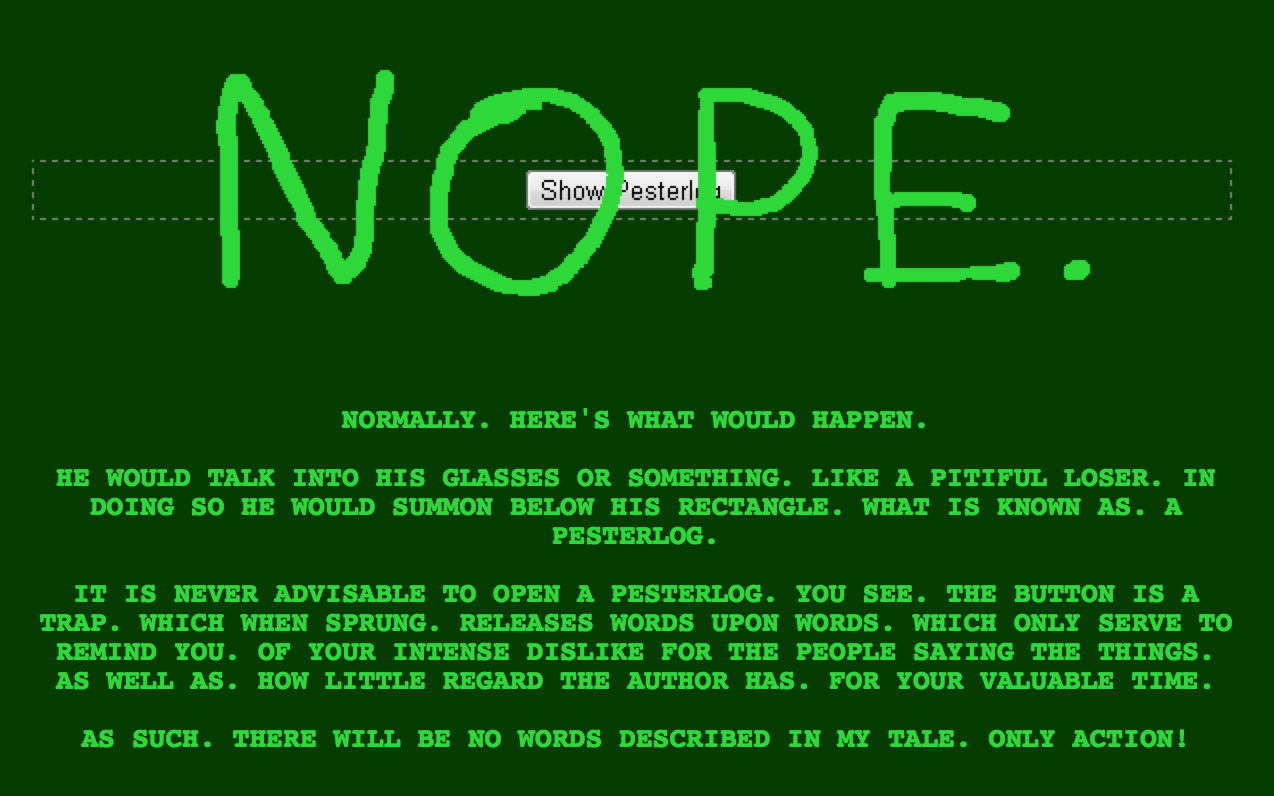 NOPE.
Show Pesterlog
NORMALLY. HERE'S WHAT WOULD HAPPEN.
HE WOULD TALK INTO HIS GLASSES OR SOMETHING. LIKE A PITIFUL LOSER. IN
DOING SO HE WOULD SUMMON BELOW HIS RECTANGLE. WHAT IS KNOWN AS. A
PESTERLOG.
IT IS NEVER ADVISABLE TO OPEN A PESTERLOG. YOU SEE. THE BUTTON IS A
TRAP. WHICH WHEN SPRUNG. RELEASES WORDS UPON WORDS. WHICH ONLY SERVE TO
REMIND YOU. OF YOUR INTENSE DISLIKE FOR THE PEOPLE SAYING THE THINGS.
AS WELL AS. HOW LITTLE REGARD THE AUTHOR HAS. FOR YOUR VALUABLE TIME.
AS SUCH. THERE WILL BE NO WORDS DESCRIBED IN MY TALE. ONLY ACTION!